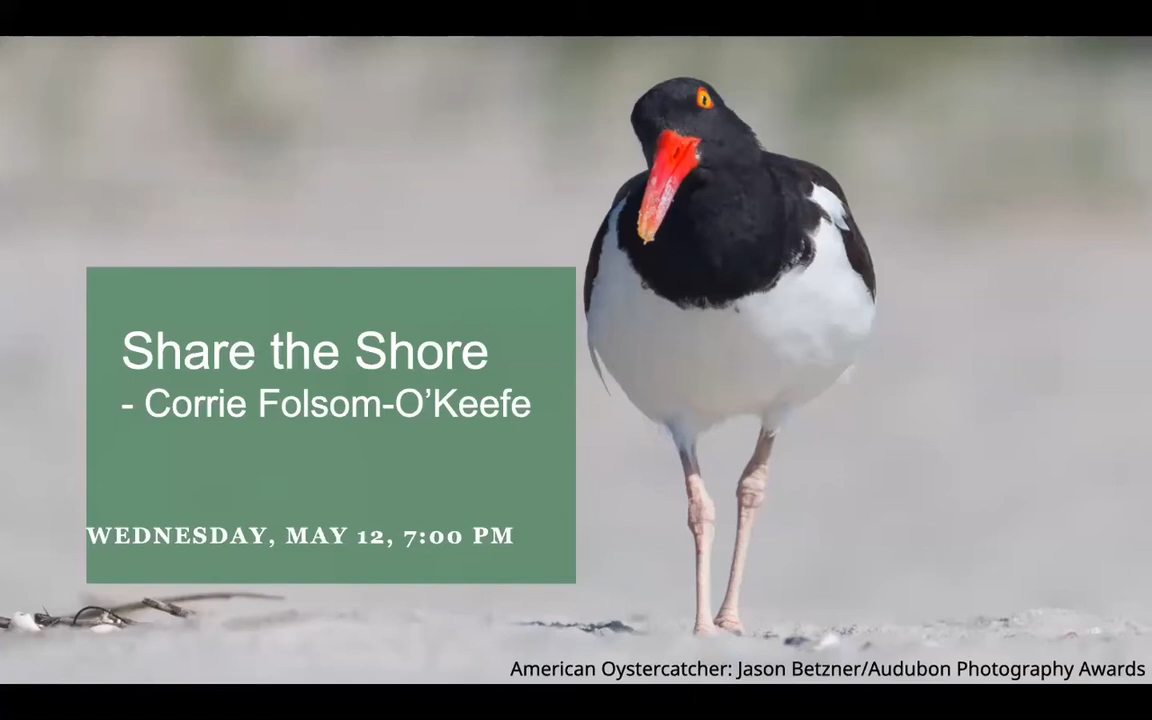 Share the Shore
- Corrie Folsom-O’Keefe
WEDNESDAY, MAY 12, 7:00 PM
American Oystercatcher: Jason Betzner/Audubon Photography Awards